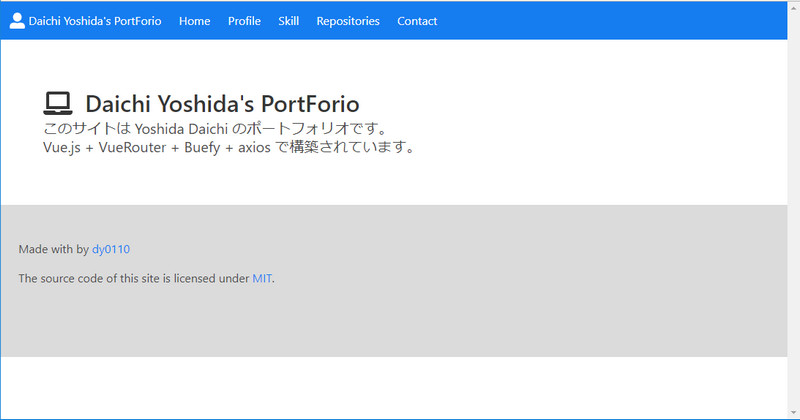 Daichi Yoshida's PortForio Home Profile Skill Repositories Contact
Daichi Yoshida's PortForio
このサイトは Yoshida Daichi のポートフォリオです。
Vue.js + VueRouter + Buefy + axios で構築されています。
Made with by dy0110
The source code of this site is licensed under MIT.